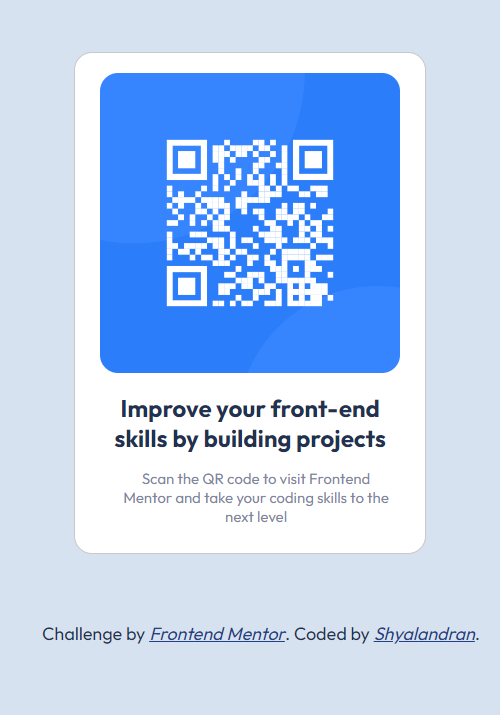 Improve your front-end
skills by building projects
Scan the QR code to visit Frontend
Mentor and take your coding skills to the
next level
Challenge by Frontend Mentor. Coded by Shyalandran.